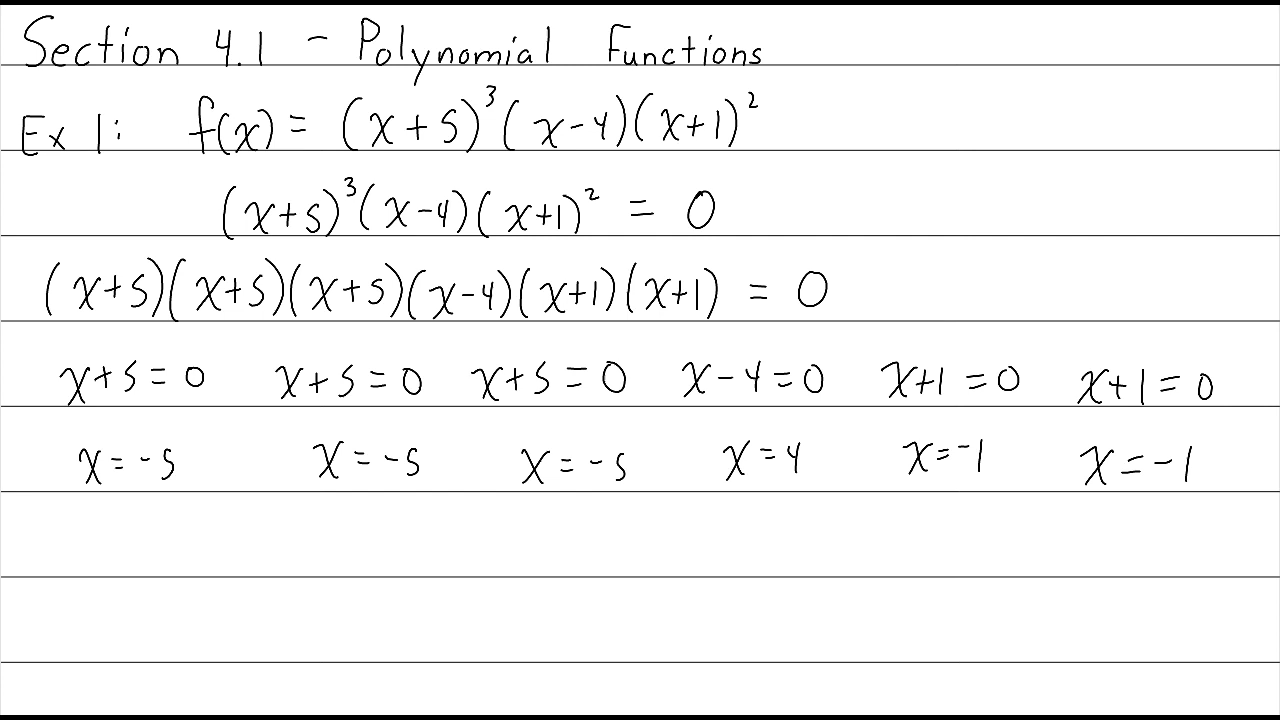 Section 4.1 - Polynomial Functions
Ex 1: f(x) = (x+5)³(x-4)(x+1)²
(x+5)³(x-4)(x+1)² = 0
(x+5)(x+5)(x+5)(x-4)(x+1)(x+1) = 0
x+5=0 x+5=0 x+5=0 x-4=0 x+1=0 x+1=0
x=-5 x=-5 x=-5 x=4 x=-1 x=-1